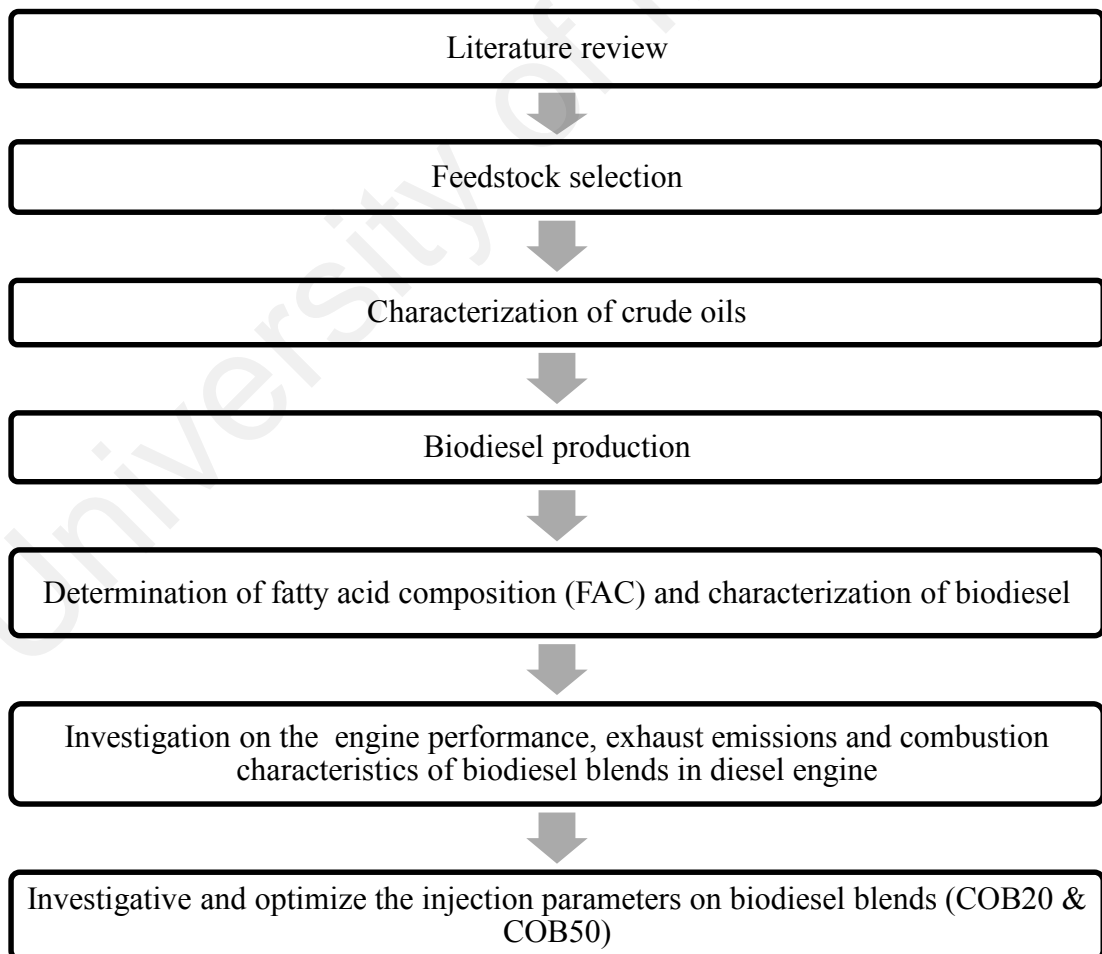 Literature review
Feedstock selection
Characterization of crude oils
Biodiesel production
Determination of fatty acid composition (FAC) and characterization of biodiesel
Investigation on the engine performance, exhaust emissions and combustion
characteristics of biodiesel blends in diesel engine
Investigative and optimize the injection parameters on biodiesel blends (COB20 &
COB50)
University of